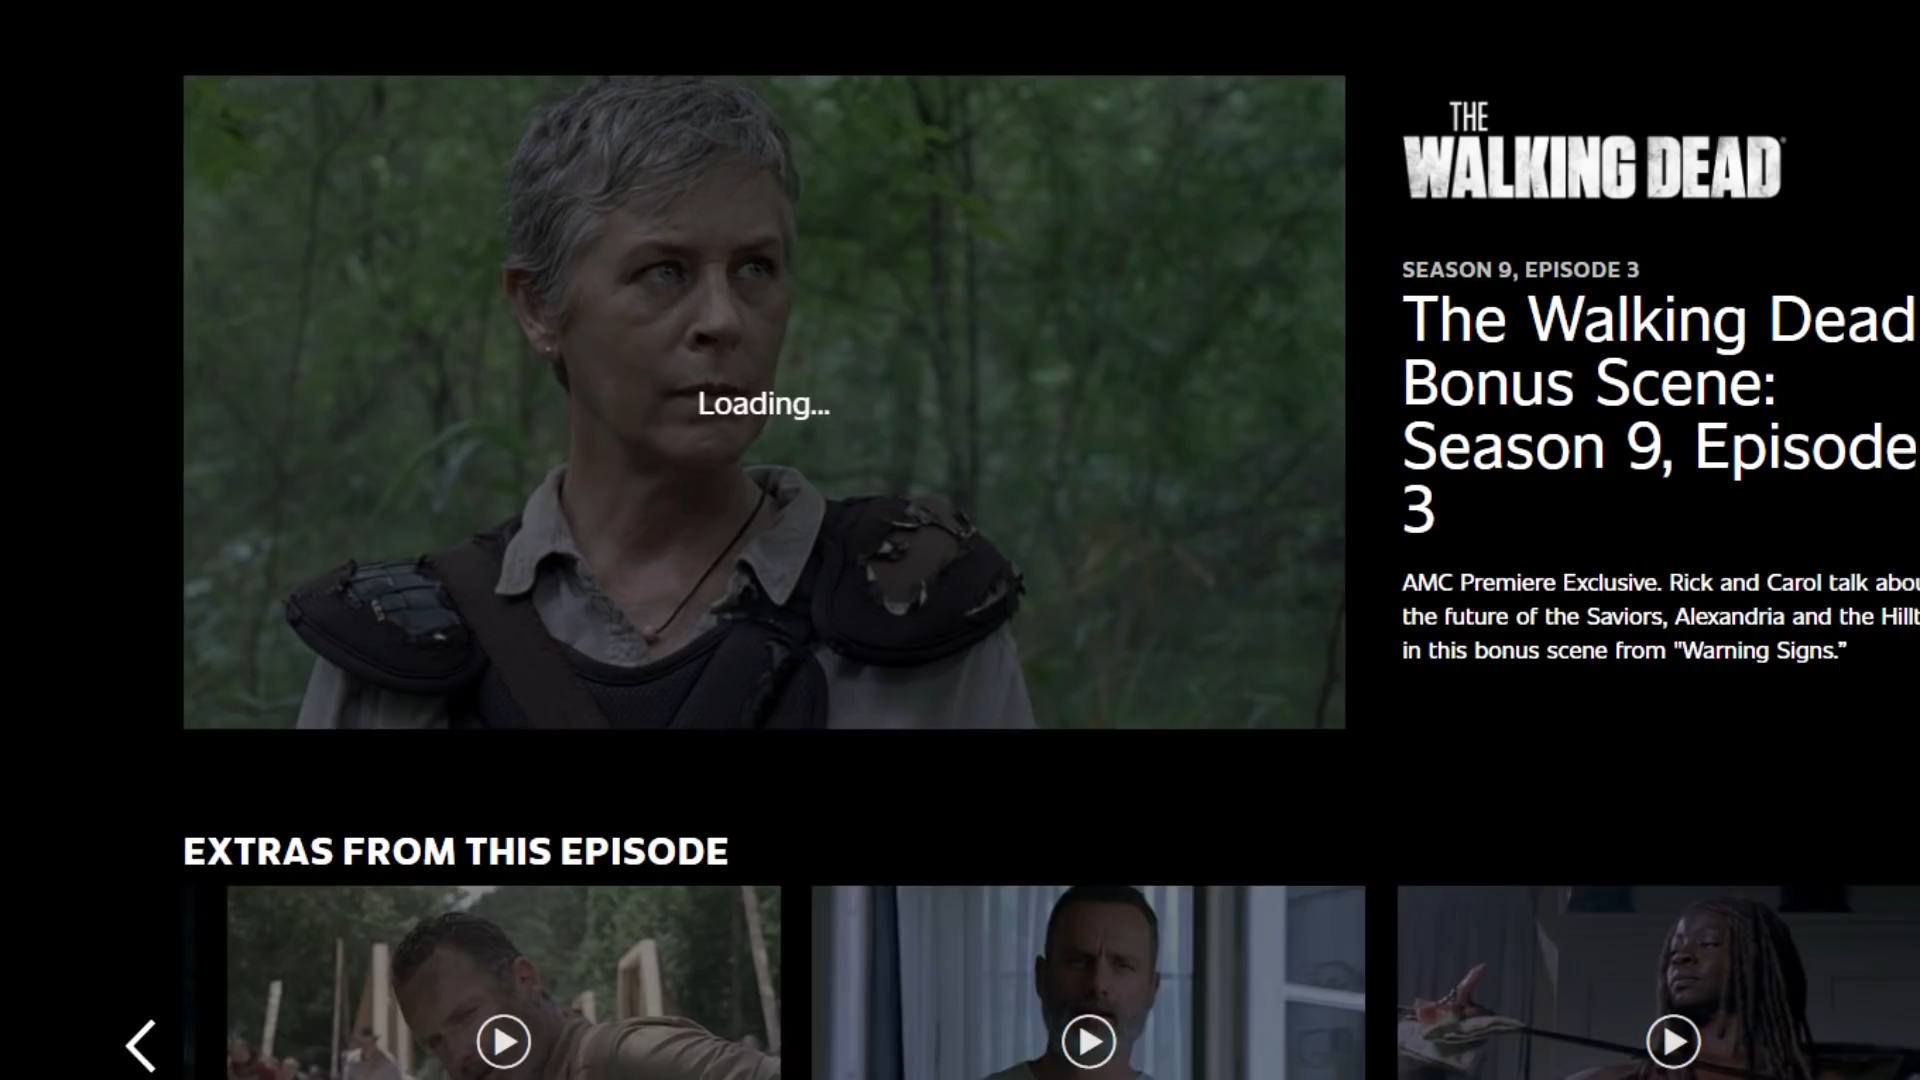 THE
WALKING DEAD
SEASON 9, EPISODE 3
The Walking Dead
Bonus Scene:
Season 9, Episode
3
AMC Premiere Exclusive. Rick and Carol talk
the future of the Saviors, Alexandria and the
in this bonus scene from "Warning Signs.”
Loading...
EXTRAS FROM THIS EPISODE